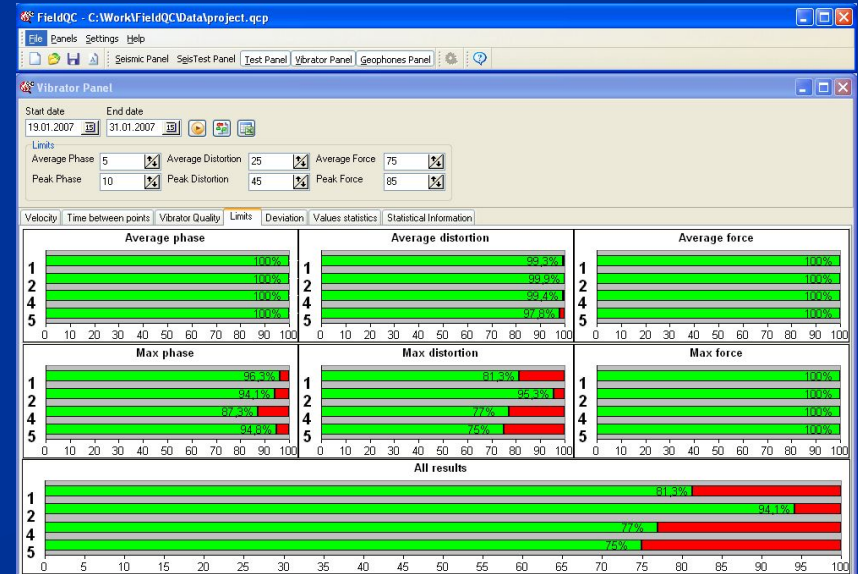 FieldQC - C:\Work\FieldQC\Data\project.qcp
File Panels Settings Help
Seismic Panel SeisTest Panel Test Panel Vibrator Panel Geophones Panel
Vibrator Panel
Start date End date
19.01.2007 15 31.01.2007 15
Limits
Average Phase 5 Average Distortion 25 Average Force 75
Peak Phase 10 Peak Distortion 45 Peak Force 85
Velocity Time between points Vibrator Quality Limits Deviation Values statistics Statistical Information
Average phase
1 100%
2 100%
4 100%
5 100%
0 10 20 30 40 50 60 70 80 90 100
Average distortion
1 99,3%
2 99,9%
4 99,4%
5 97,8%
0 10 20 30 40 50 60 70 80 90 100
Average force
1 100%
2 100%
4 100%
5 100%
0 10 20 30 40 50 60 70 80 90 100
Max phase
1 96,3%
2 94,1%
4 87,3%
5 94,8%
0 10 20 30 40 50 60 70 80 90 100
Max distortion
1 81,3%
2 95,3%
4 77%
5 75%
0 10 20 30 40 50 60 70 80 90 100
Max force
1 100%
2 100%
4 100%
5 100%
0 10 20 30 40 50 60 70 80 90 100
All results
1 81,3%
2 94,1%
4 77%
5 75%
0 5 10 15 20 25 30 35 40 45 50 55 60 65 70 75 80 85 90 95 100